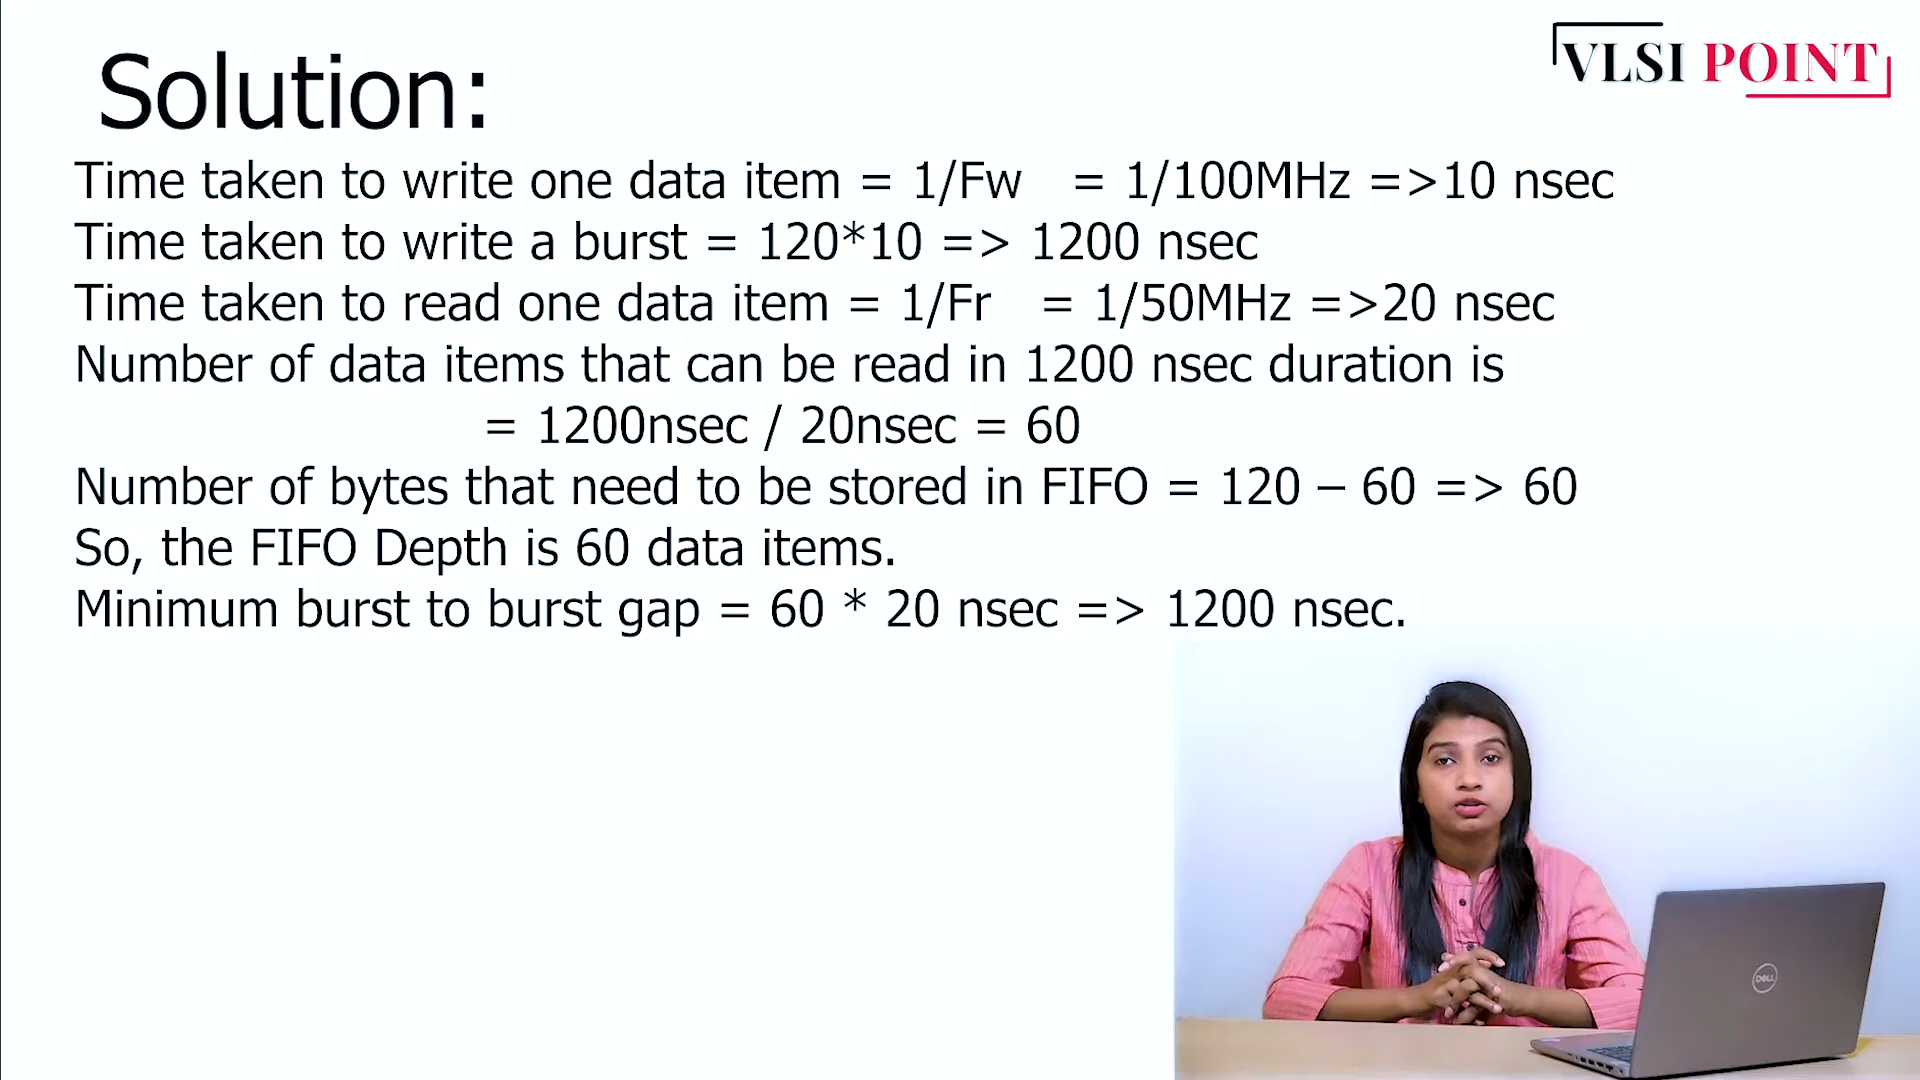 VLSI POINT
Solution:
Time taken to write one data item = 1/Fw = 1/100MHz =>10 nsec
Time taken to write a burst = 120*10 => 1200 nsec
Time taken to read one data item = 1/Fr = 1/50MHz =>20 nsec
Number of data items that can be read in 1200 nsec duration is
= 1200nsec / 20nsec = 60
Number of bytes that need to be stored in FIFO = 120 – 60 => 60
So, the FIFO Depth is 60 data items.
Minimum burst to burst gap = 60 * 20 nsec => 1200 nsec.
DELL